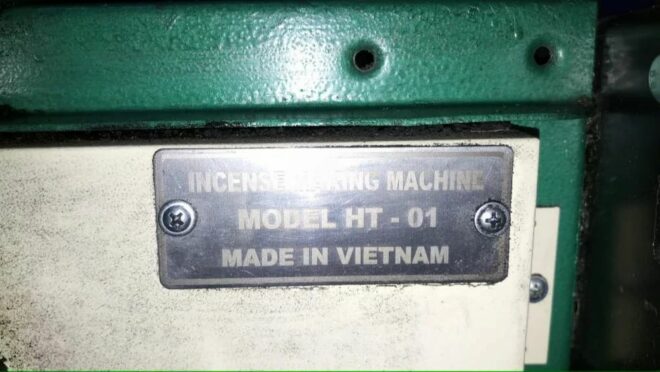 INCENSE MAKING MACHINE
MODEL HT - 01
MADE IN VIETNAM